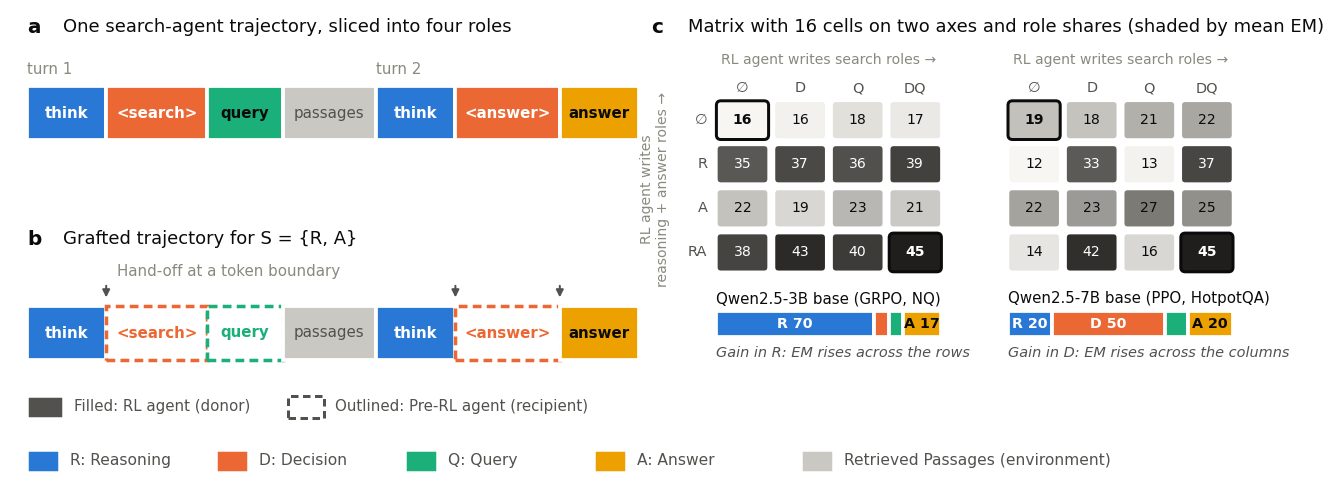 a One search-agent trajectory, sliced into four roles
turn 1
turn 2
think <search> query passages think <answer> answer
b Grafted trajectory for S = {R, A}
Hand-off at a token boundary
think <search> query passages think <answer> answer
Filled: RL agent (donor)
Outlined: Pre-RL agent (recipient)
R: Reasoning
D: Decision
Q: Query
A: Answer
Retrieved Passages (environment)
c Matrix with 16 cells on two axes and role shares (shaded by mean EM)
RL agent writes
reasoning + answer roles →
RL agent writes search roles →
∅ D Q DQ
∅ 16 16 18 17
R 35 37 36 39
A 22 19 23 21
RA 38 43 40 45
Qwen2.5-3B base (GRPO, NQ)
R 70 A 17
Gain in R: EM rises across the rows
RL agent writes search roles →
∅ D Q DQ
19 18 21 22
12 33 13 37
22 23 27 25
14 42 16 45
Qwen2.5-7B base (PPO, HotpotQA)
R 20 D 50 A 20
Gain in D: EM rises across the columns